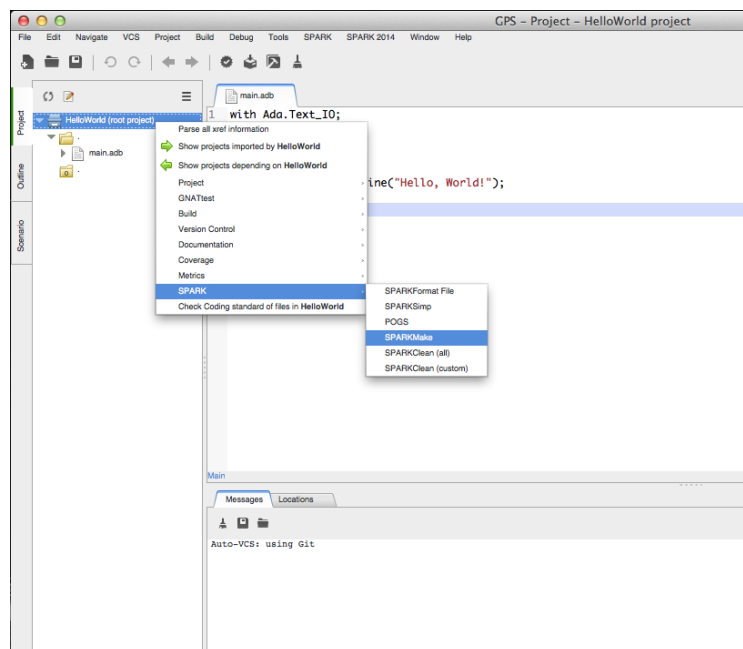 GPS - Project - HelloWorld project
File Edit Navigate VCS Project Build Debug Tools SPARK SPARK 2014 Window Help
Project
Outline
Scenario
HelloWorld (root project)
.
main.adb
.
main.adb
1 with Ada.Text_IO;
ine("Hello, World!");
Parse all xref information
Show projects imported by HelloWorld
Show projects depending on HelloWorld
Project
GNATtest
Build
Version Control
Documentation
Coverage
Metrics
SPARK
Check Coding standard of files in HelloWorld
SPARKFormat File
SPARKSimp
POGS
SPARKMake
SPARKClean (all)
SPARKClean (custom)
Main
Messages Locations
Auto-VCS: using Git